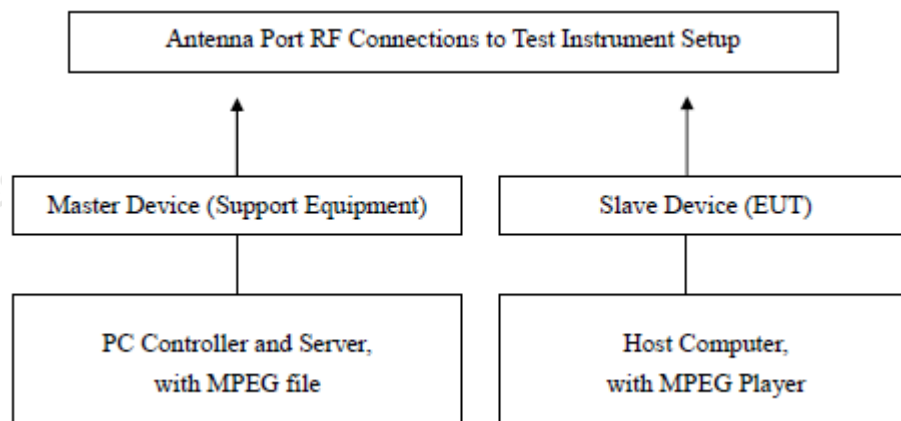 Antenna Port RF Connections to Test Instrument Setup
Master Device (Support Equipment)
Slave Device (EUT)
PC Controller and Server,
with MPEG file
Host Computer,
with MPEG Player